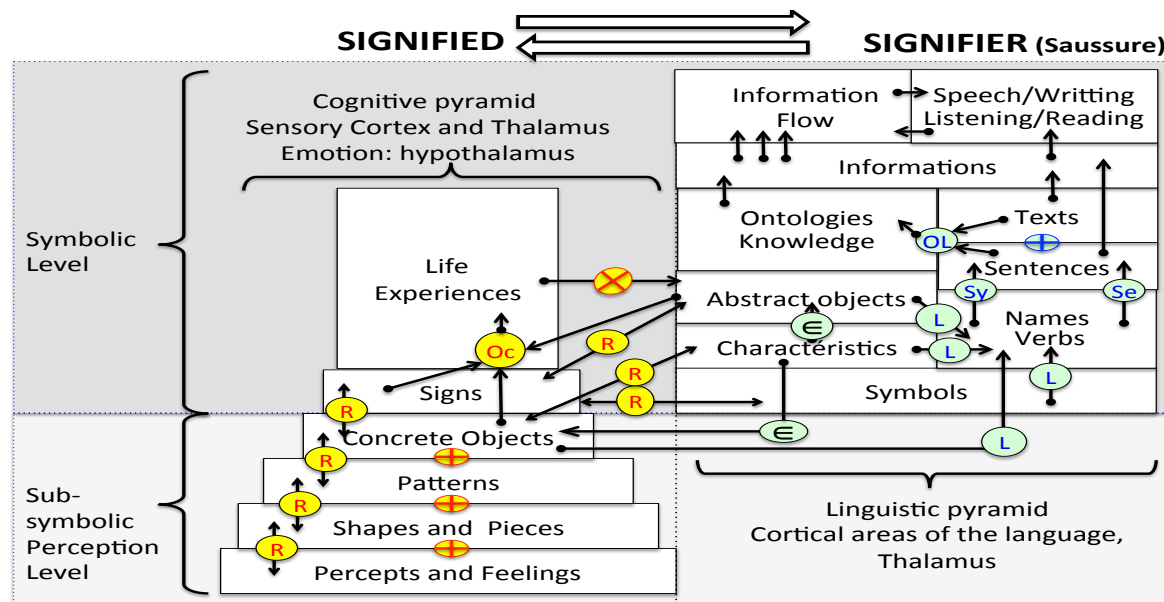 SIGNIFIED
SIGNIFIER (Saussure)
Cognitive pyramid
Sensory Cortex and Thalamus
Emotion: hypothalamus
Information
Flow
Speech/Writting
Listening/Reading
Informations
Ontologies
Knowledge
Texts
OL
Sentences
Symbolic
Level
Life
Experiences
Abstract objects
Sy
Se
L
Names
Verbs
∈
R
Oc
Charactéristics
L
R
Signs
R
Symbols
L
R
Concrete Objects
∈
L
R
Patterns
R
Shapes and Pieces
R
Percepts and Feelings
Sub-
symbolic
Perception
Level
Linguistic pyramid
Cortical areas of the language,
Thalamus